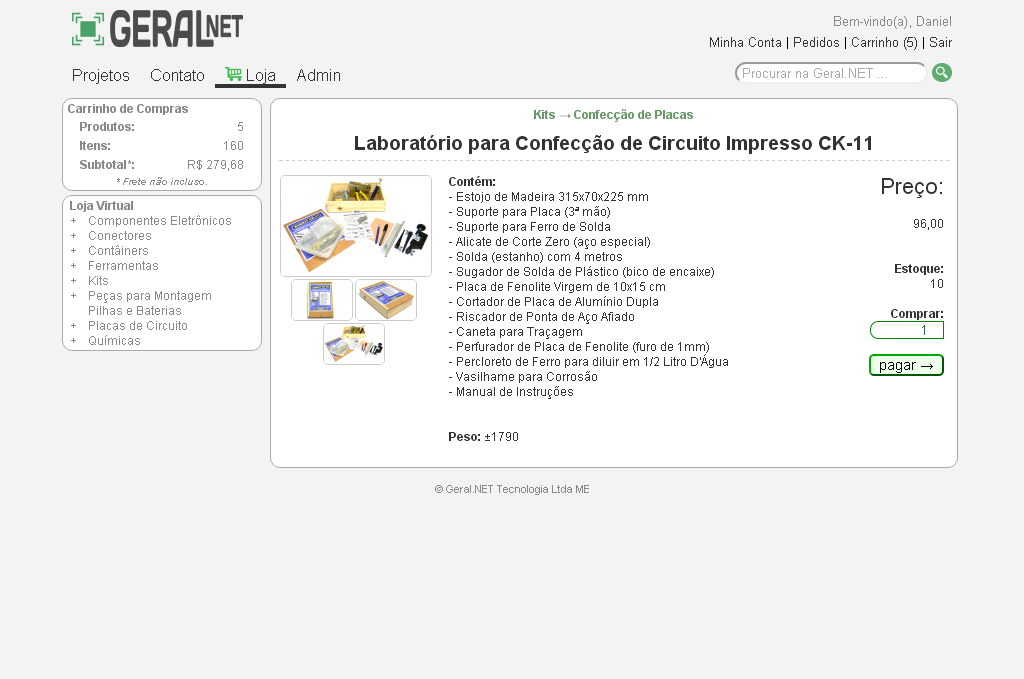 GERALNET
Bem-vindo(a), Daniel
Minha Conta | Pedidos | Carrinho (5) | Sair
Projetos Contato Loja Admin
Procurar na Geral.NET ...
Carrinho de Compras
Produtos: 5
Itens: 160
Subtotal*: R$ 279,68
* Frete não incluso.
Loja Virtual
+ Componentes Eletrônicos
+ Conectores
+ Contâiners
+ Ferramentas
+ Kits
+ Peças para Montagem
Pilhas e Baterias
+ Placas de Circuito
+ Químicas
Kits → Confecção de Placas
Laboratório para Confecção de Circuito Impresso CK-11
Contém:
- Estojo de Madeira 315x70x225 mm
- Suporte para Placa (3ª mão)
- Suporte para Ferro de Solda
- Alicate de Corte Zero (aço especial)
- Solda (estanho) com 4 metros
- Sugador de Solda de Plástico (bico de encaixe)
- Placa de Fenolite Virgem de 10x15 cm
- Cortador de Placa de Alumínio Dupla
- Riscador de Ponta de Aço Afiado
- Caneta para Traçagem
- Perfurador de Placa de Fenolite (furo de 1mm)
- Percloreto de Ferro para diluir em 1/2 Litro D'Água
- Vasilhame para Corrosão
- Manual de Instruções
Peso: ±1790
Preço:
96,00
Estoque:
10
Comprar:
1
pagar →
© Geral.NET Tecnologia Ltda ME